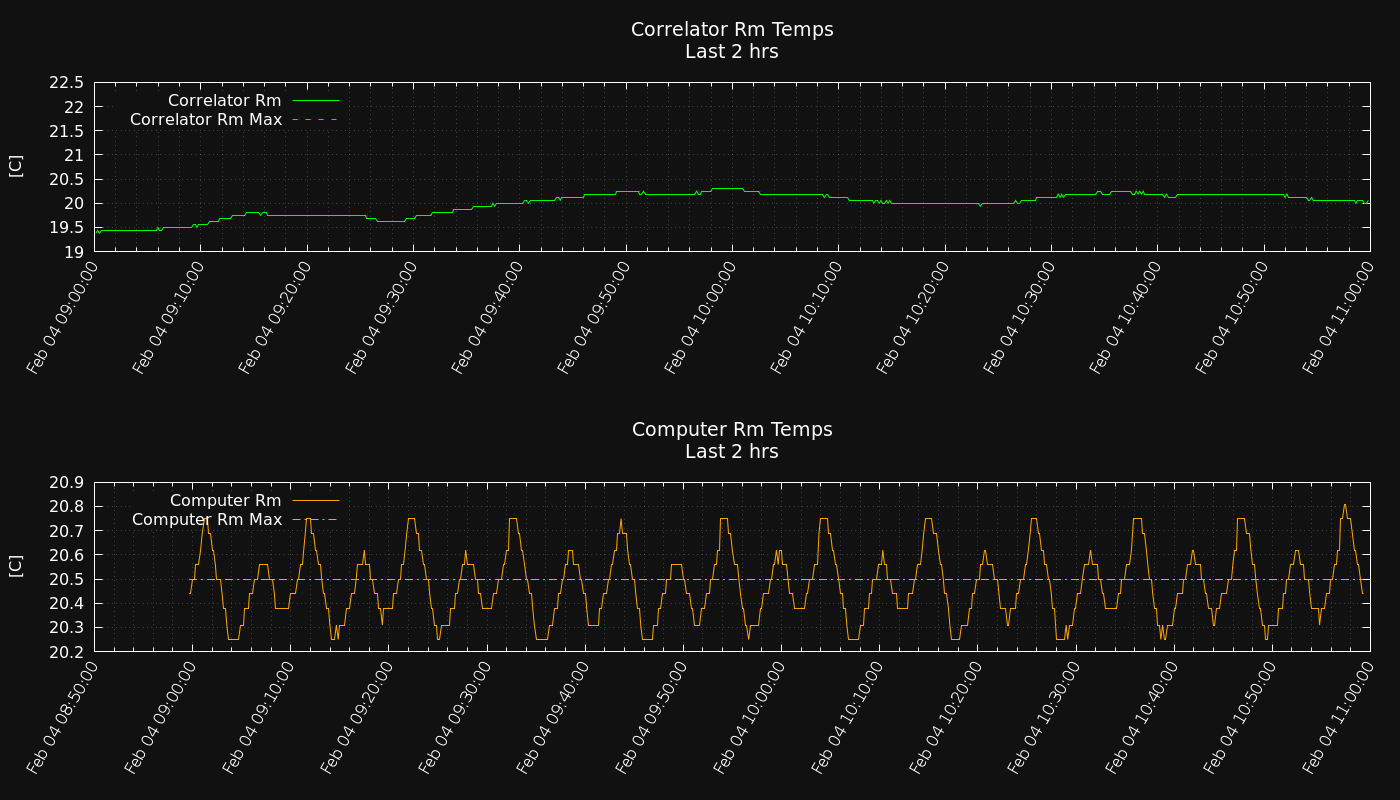 Correlator Rm Temps
Last 2 hrs
22.5
22
21.5
21
20.5
20
19.5
19
[C]
Correlator Rm
Correlator Rm Max
Feb 04 09:00:00
Feb 04 09:10:00
Feb 04 09:20:00
Feb 04 09:30:00
Feb 04 09:40:00
Feb 04 09:50:00
Feb 04 10:00:00
Feb 04 10:10:00
Feb 04 10:20:00
Feb 04 10:30:00
Feb 04 10:40:00
Feb 04 10:50:00
Feb 04 11:00:00
Computer Rm Temps
Last 2 hrs
20.9
20.8
20.7
20.6
20.5
20.4
20.3
20.2
[C]
Computer Rm
Computer Rm Max
Feb 04 08:50:00
Feb 04 09:00:00
Feb 04 09:10:00
Feb 04 09:20:00
Feb 04 09:30:00
Feb 04 09:40:00
Feb 04 09:50:00
Feb 04 10:00:00
Feb 04 10:10:00
Feb 04 10:20:00
Feb 04 10:30:00
Feb 04 10:40:00
Feb 04 10:50:00
Feb 04 11:00:00